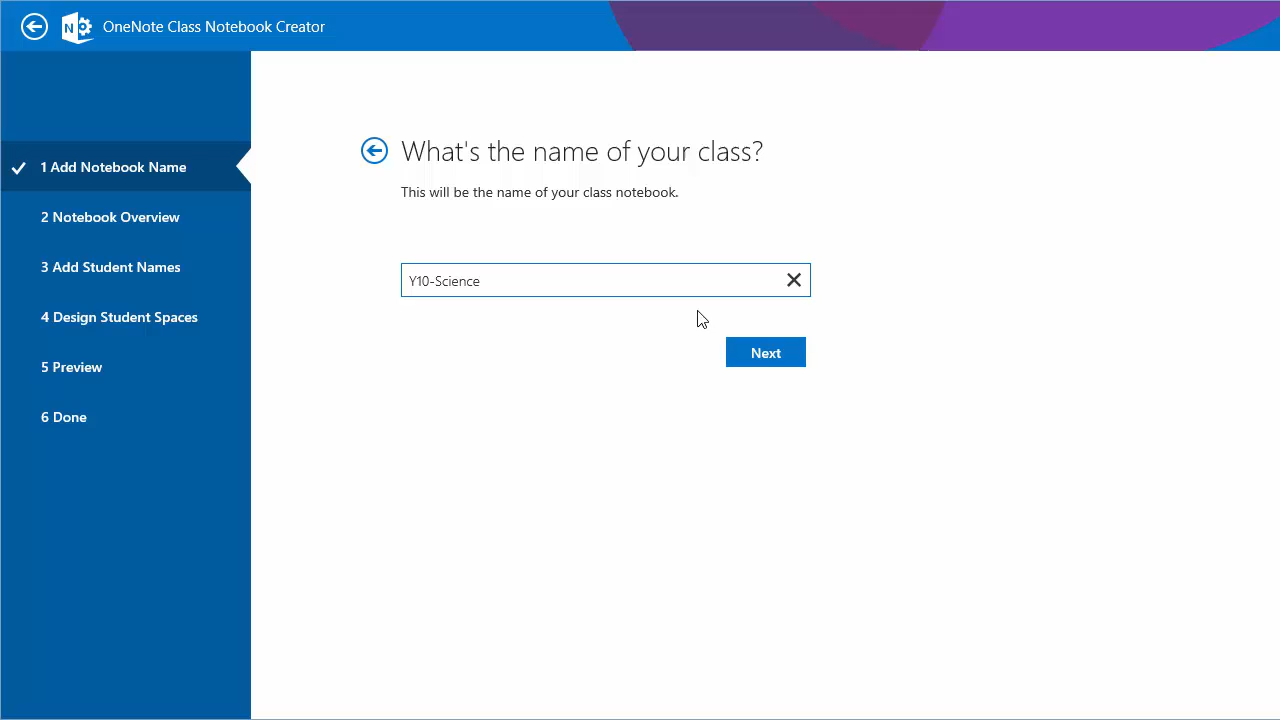 OneNote Class Notebook Creator
1 Add Notebook Name
2 Notebook Overview
3 Add Student Names
4 Design Student Spaces
5 Preview
6 Done
What's the name of your class?
This will be the name of your class notebook.
Y10-Science
Next